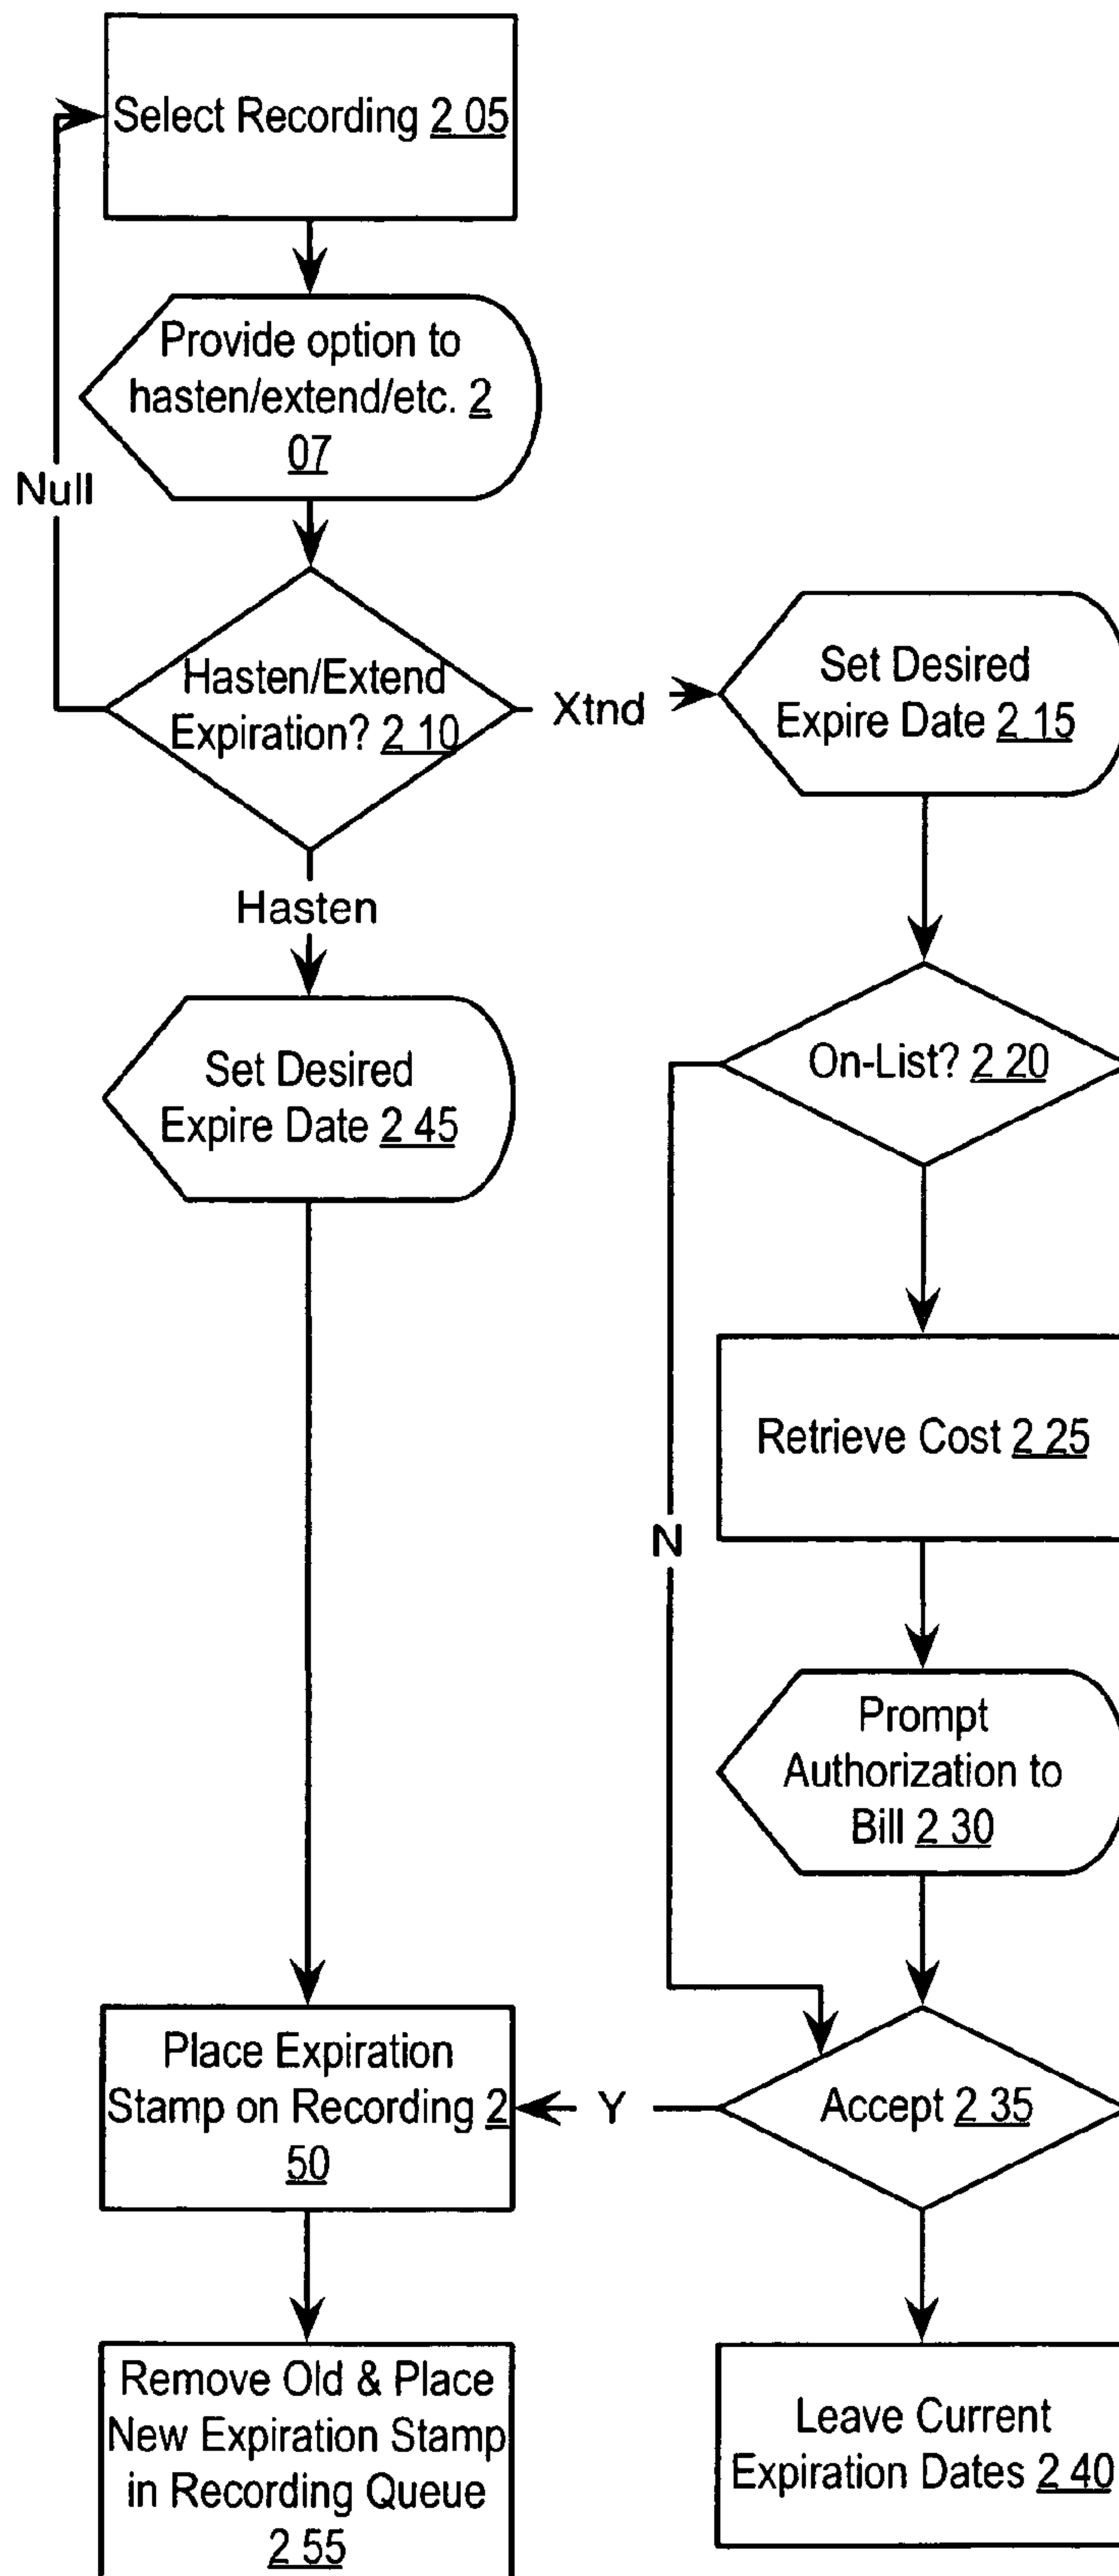 Select Recording 2 05
Provide option to
hasten/extend/etc. 2
07
Null
Hasten/Extend
Expiration? 2 10
Xtnd
Set Desired
Expire Date 2 15
Hasten
On-List? 2 20
Set Desired
Expire Date 2 45
Retrieve Cost 2 25
N
Prompt
Authorization to
Bill 2 30
Place Expiration
Stamp on Recording 2
50
Y
Accept 2 35
Remove Old & Place
New Expiration Stamp
in Recording Queue
2 55
Leave Current
Expiration Dates 2 40